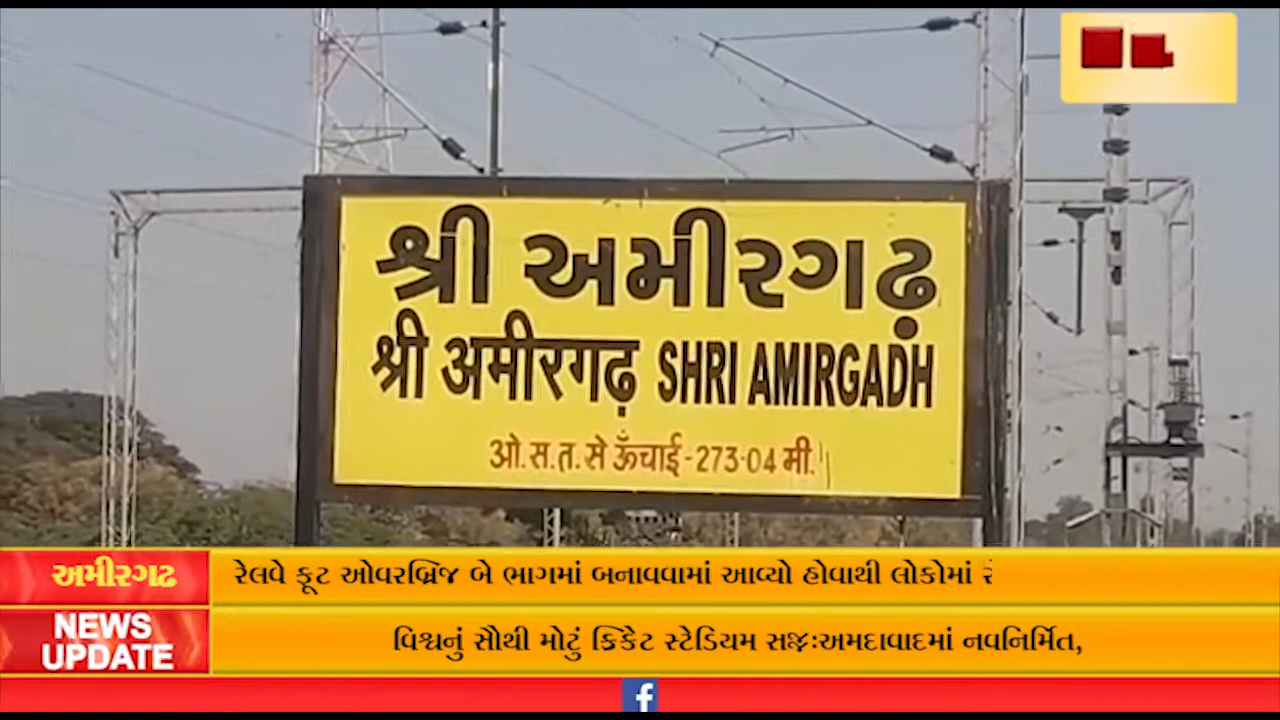 શ્રી અમીરગઢ઼
श्री अमीरगढ़ SHRI AMIRGADH
ओ.स.त.से ऊँचाई-273·04 मी.
અમીરગઢ
રેલવે ફૂટ ઓવરબ્રિજ બે ભાગમાં બનાવવામાં આવ્યો હોવાથી લોકોમાં
NEWS
UPDATE
વિશ્વનું સૌથી મોટું ક્રિકેટ સ્ટેડિયમ સજ્જઃઅમદાવાદમાં નવનિર્મિત,
f